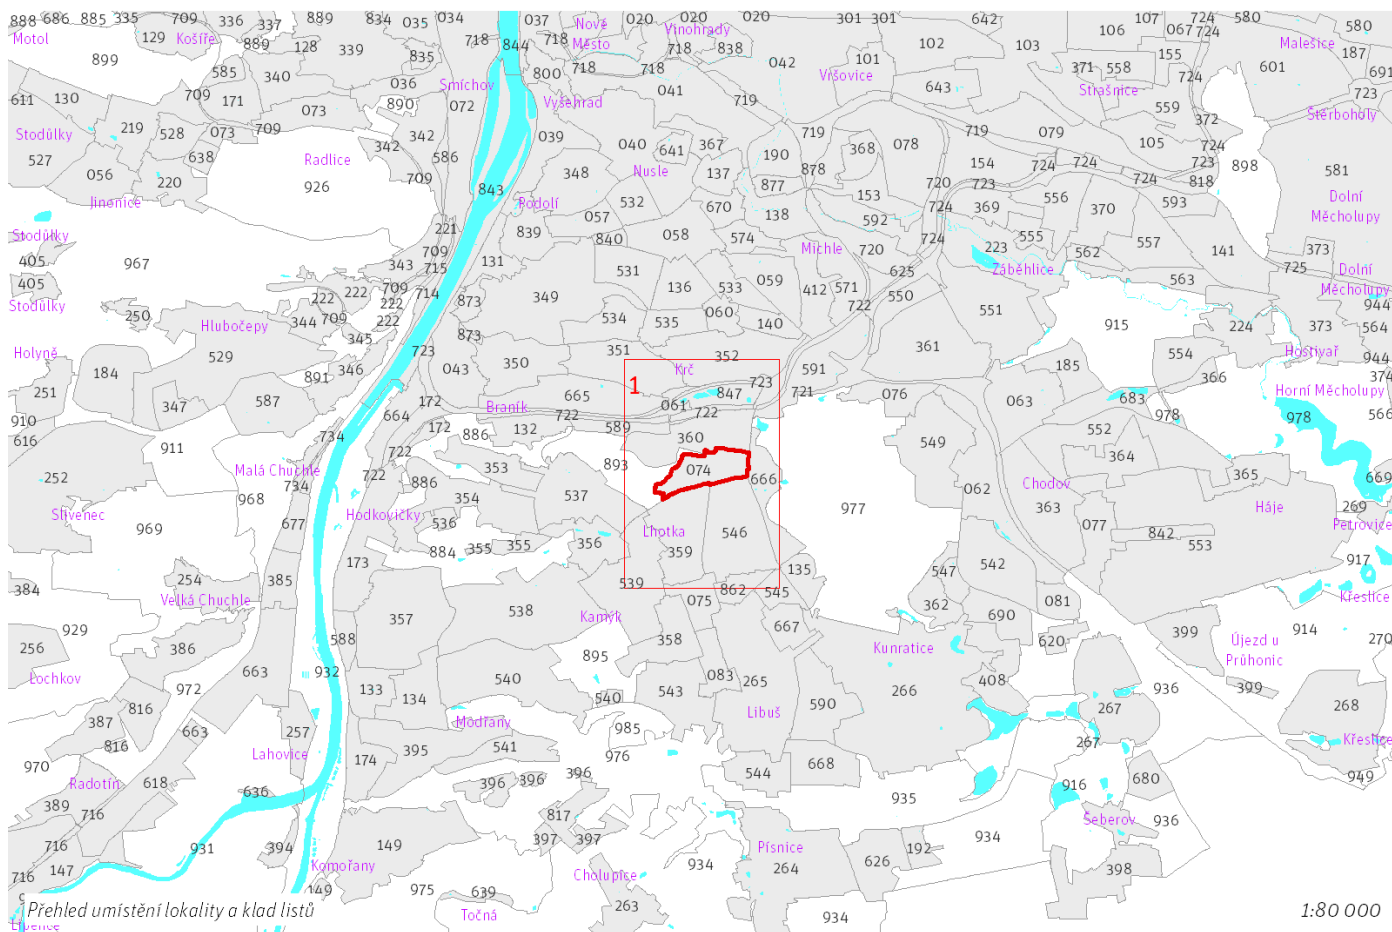 888 686 885 335 709 336 337 889 834 035 034 037 Nové Město 020 020 020 301 301 642 107 724 580
Motol 129 Košíře 889 128 339 835 718 844 718 Vinohrady 718 838 042 102 103 106 067 724 580
899 585 340 036 Smíchov 800 718 718 101 Vršovice 371 558 155 Malešice 187
611 130 709 171 073 890 072 Vyšehrad 041 719 643 Strašnice 724 601 691
219 528 073 709 342 039 719 559 372 723 Štěrboholy
Stodůlky 638 342 586 040 641 367 190 368 078 719 079 105 724
527 056 220 Radlice 926 709 348 Nusle 137 878 154 724 724 723 898 581
Jinonice 843 Podolí 532 877 153 720 723 724 818 Dolní Měcholupy
Stodůlky 221 839 057 670 138 592 724 369 556 370 593
405 967 709 131 840 058 574 Michle 720 724 223 555 562 557 141 373
405 343 715 531 136 533 059 412 571 625 Záběhlice 563 725 Dolní Měcholupy
Stodůlky 250 222 222 709 222 714 873 349 060 722 550 551 944
Hlubočepy 344 709 222 534 535 140 915 224 373 564
Holyně 529 345 723 873 351 352 361 554 Hostivař 944
184 891 346 043 350 Krč 591 185 366 374
251 347 587 172 665 1 723 847 721 076 063 683 Horní Měcholupy
910 664 Braník 722 061 722 978 978 566
616 911 734 172 886 132 589 360 549 552
252 Malá Chuchle 722 722 353 893 074 666 364 365 669
968 734 886 354 537 977 062 Chodov
Slivenec 969 677 Hodkovičky 536 Lhotka 546 363 077 842 Háje 269 Petrovice
884 355 355 356 359 553 917
384 254 385 173 539 862 135 547 542
Velká Chuchle 075 545 362 081 Křeslice
929 538 Kamýk 690
256 386 588 357 358 667 Kunratice 620 399 Újezd u Průhonic 914 270
Lochkov 663 932 895 083 408
972 133 134 540 543 265 266 936 399
387 816 540 Libuš 590 267 268
816 663 257 Modřany 985 267
970 Lahovice 174 395 541 976 Křeslice
Radotín 618 396 396 396 544 668 916 680 949
389 716 636 935
817 Šeberov 936
716 931 394 149 397 397 Písnice 934
716 147 Komořany 934 264 626 192 398
149 975 639 Cholupice
263 934
Točná
Přehled umístění lokality a klad listů
1:80 000
Lipence